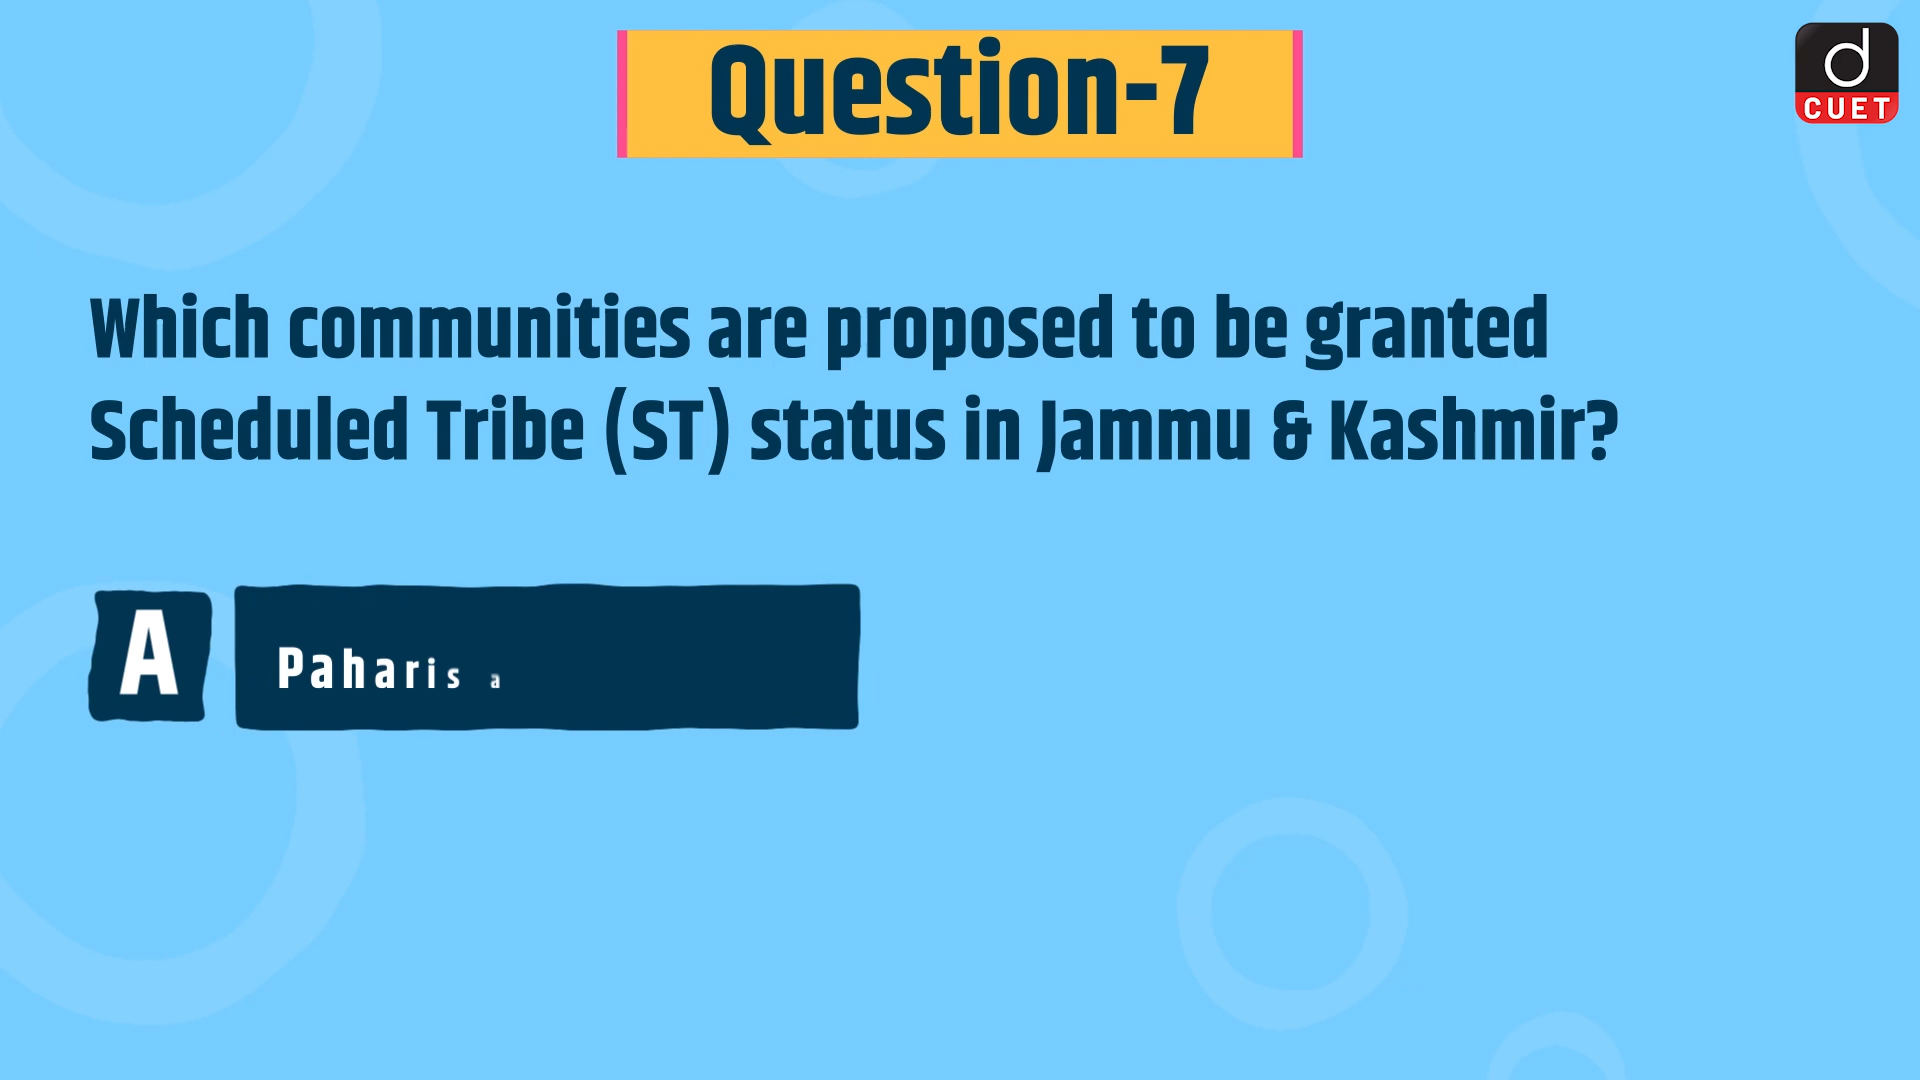 Question-7
d
CUET
Which communities are proposed to be granted
Scheduled Tribe (ST) status in Jammu & Kashmir?
A
Paharis a